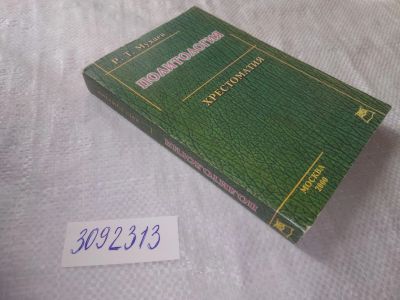 Р. Т. Мухаев
ПОЛИТОЛОГИЯ
ХРЕСТОМАТИЯ
МОСКВА
2000
ПОЛИТОЛОГИЯ
3092313